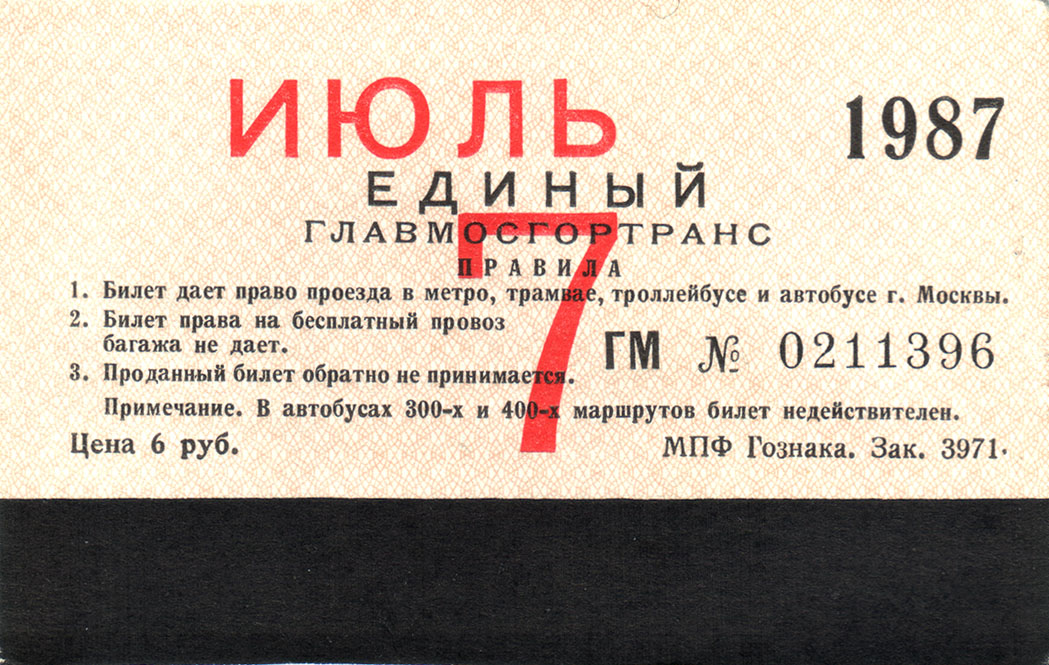 ИЮЛЬ
1987
ЕДИНЫЙ
ГЛАВМОСГОРТРАНС
7
ПРАВИЛА
1. Билет дает право проезда в метро, трамвае, троллейбусе и автобусе г. Москвы.
2. Билет права на бесплатный провоз
багажа не дает.
ГМ № 0211396
3. Проданный билет обратно не принимается.
Примечание. В автобусах 300-х и 400-х маршрутов билет недействителен.
Цена 6 руб.
МПФ Гознака. Зак. 3971.